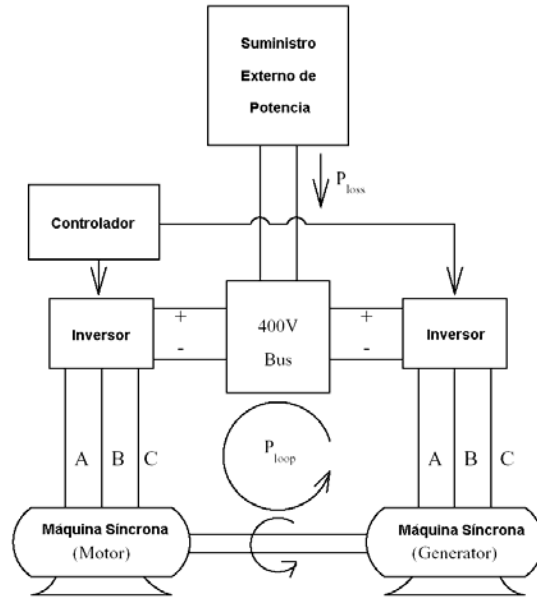 Suministro
Externo de
Potencia
P_loss
Controlador
Inversor
+
-
400V
Bus
+
-
Inversor
A B C
P_loop
A B C
Máquina Síncrona
(Motor)
Máquina Síncrona
(Generator)